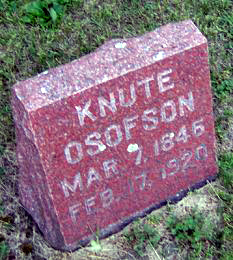 KNUTE
OSOFSON
MAR. 7, 1846
FEB. 17, 1920